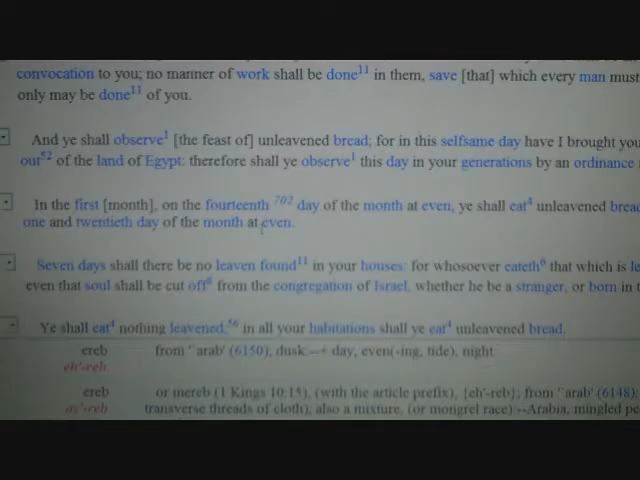 convocation to you; no manner of work shall be done11 in them, save [that] which every man must
only may be done11 of you.
And ye shall observe1 [the feast of] unleavened bread; for in this selfsame day have I brought you
out52 of the land of Egypt: therefore shall ye observe1 this day in your generations by an ordinance
In the first [month], on the fourteenth 702 day of the month at even, ye shall eat4 unleavened bread
one and twentieth day of the month at even.
Seven days shall there be no leaven found11 in your houses: for whosoever eateth6 that which is
even that soul shall be cut off8 from the congregation of Israel, whether he be a stranger, or born in
Ye shall eat4 nothing leavened;56 in all your habitations shall ye eat4 unleavened bread.
ereb from `arab' (6150), dusk:--+ day, even(-ing, tide), night.
eh'-reb
ereb or mereb (1 Kings 10:15), (with the article prefix), {eh'-reb}; from `arab' (6148);
ay'-reb transverse threads of cloth); also a mixture, (or mongrel race):--Arabia, mingled